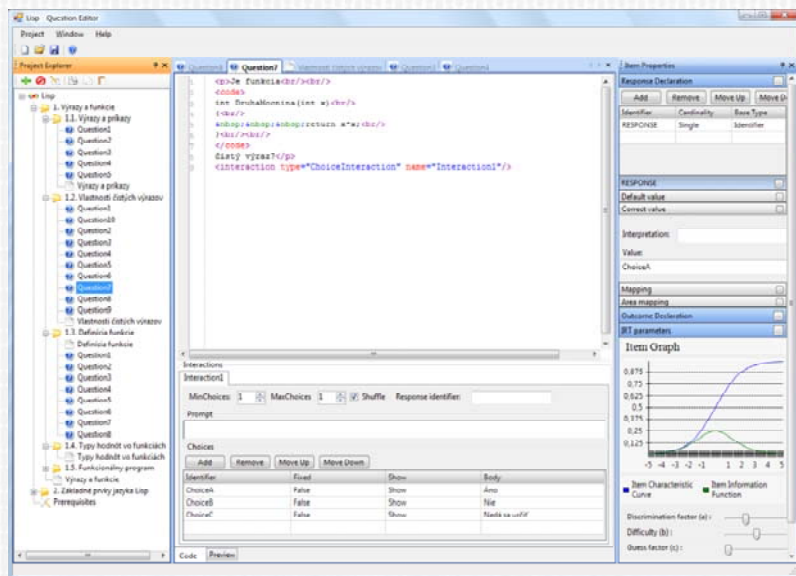 Lisp Question Editor
Project Window Help
Project Explorer
Lisp
1. Výrazy a funkcie
1.1. Výrazy a príkazy
Question1
Question2
Question3
Question4
Question5
Výrazy a príkazy
1.2. Vlastnosti čistých výrazov
Question1
Question10
Question2
Question3
Question4
Question5
Question6
Question7
Question8
Question9
Vlastnosti čistých výrazov
1.3. Definícia funkcie
Definícia funkcie
Question1
Question2
Question3
Question4
Question5
Question6
Question7
Question8
1.4. Typy hodnôt vo funkciách
Typy hodnôt vo funkciách
1.5. Funkcionálny program
Výrazy a funkcie
2. Základné prvky jazyka Lisp
Prerequisites
Question7 Vlastnosti čistých výrazov
<p>Je funkcia<br/><br/>
<code>
int DruhaMocnina(int x)<br/>
{<br/>
&nbsp;&nbsp;&nbsp;return x*x;<br/>
}<br/><br/>
</code>
čistý výraz?</p>
<interaction type="ChoiceInteraction" name="Interaction1"/>
Interactions
Interaction1
MinChoices: 1 MaxChoices 1 Shuffle Response identifier:
Prompt
Choices
Add Remove Move Up Move Down
Identifier Fixed Show Body
ChoiceA False Show Áno
ChoiceB False Show Nie
ChoiceC False Show Nedá sa určiť
Code Preview
Item Properties
Response Declaration
Add Remove Move Up Move D
Identifier Cardinality Base Type
RESPONSE Single Identifier
RESPONSE
Default value
Correct value
Interpretation:
Value:
ChoiceA
Mapping
Area mapping
Outcome Declaration
IRT parameters
Item Graph
0,875
0,75
0,625
0,5
0,375
0,25
0,125
-5 -4 -3 -2 -1 1 2 3 4 5
Item Characteristic Curve
Item Information Function
Discrimination factor (a) :
Difficulty (b) :
Guess factor (c) :